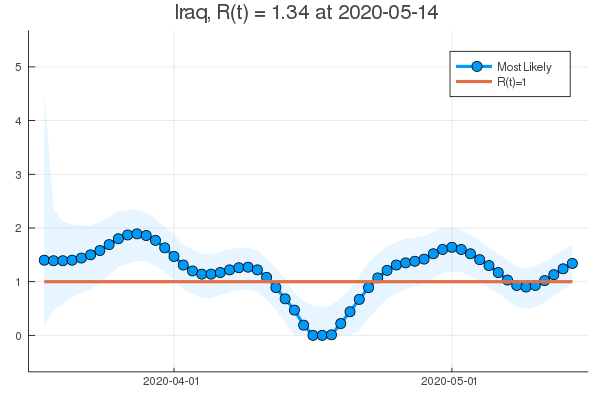 Iraq, R(t) = 1.34 at 2020-05-14
5
4
3
2
1
0
Most Likely
R(t)=1
2020-04-01
2020-05-01